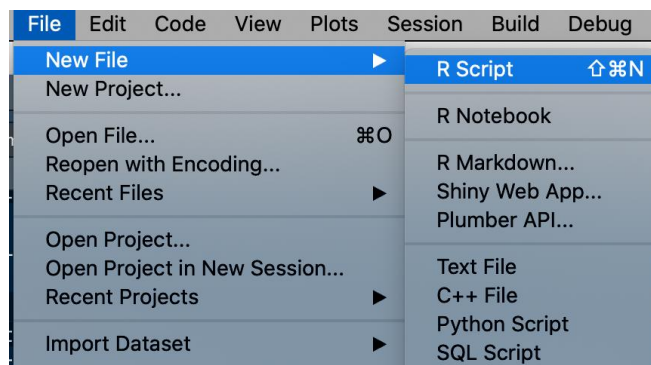 File Edit Code View Plots Session Build Debug
New File ▶
New Project...
Open File... ⌘O
Reopen with Encoding...
Recent Files ▶
Open Project...
Open Project in New Session...
Recent Projects ▶
Import Dataset ▶
R Script ⇧⌘N
R Notebook
R Markdown...
Shiny Web App...
Plumber API...
Text File
C++ File
Python Script
SQL Script